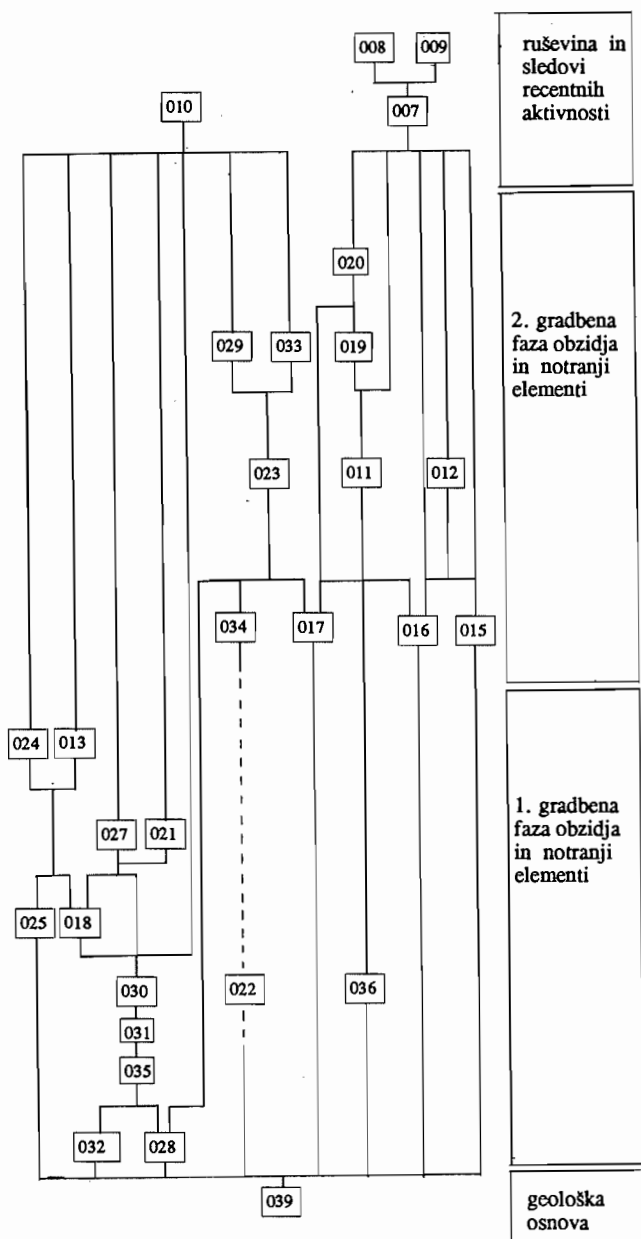 008 009
010 007
020
029 033 019
023 011 012
034 017 016 015
024 013
027 021
025 018
030 022 036
031
035
032 028
039
ruševina in
sledovi
recentnih
aktivnosti
2. gradbena
faza obzidja
in notranji
elementi
1. gradbena
faza obzidja
in notranji
elementi
geološka
osnova